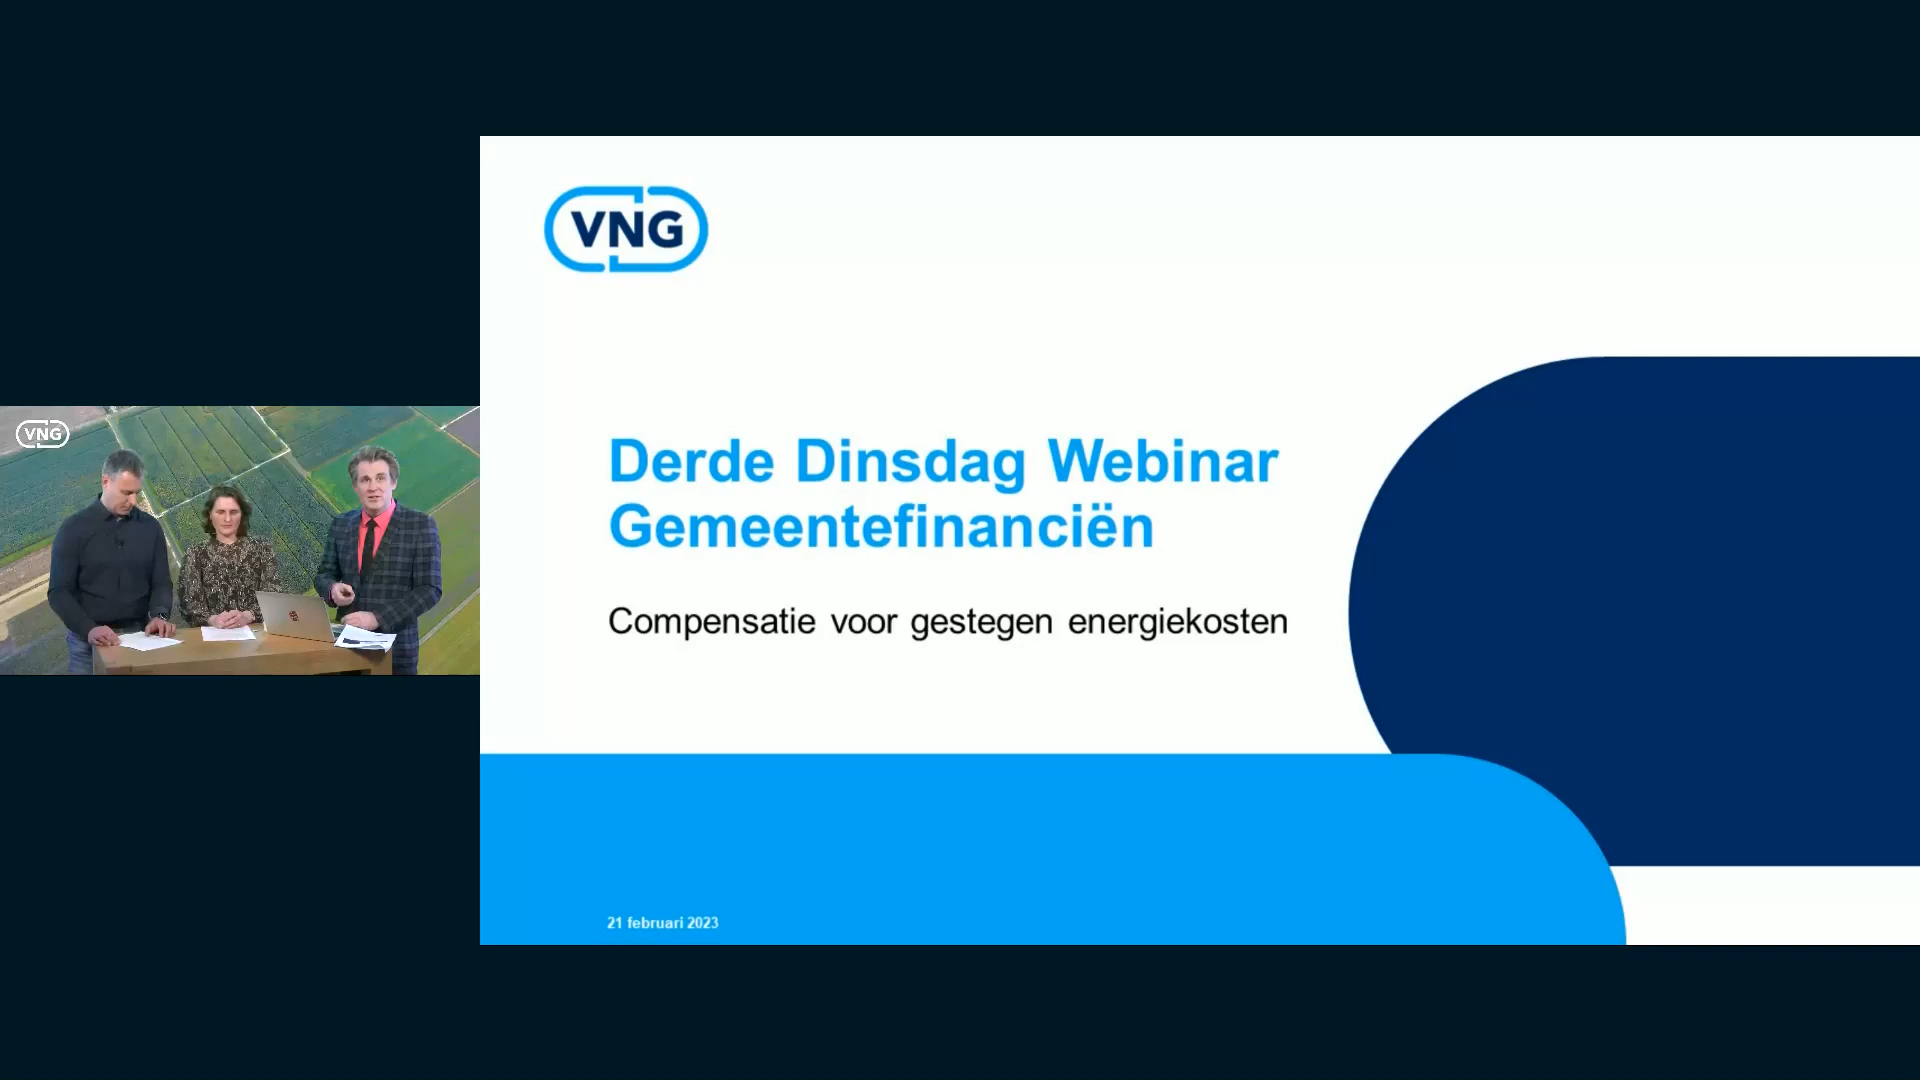 VNG
VNG
Derde Dinsdag Webinar
Gemeentefinanciën
Compensatie voor gestegen energiekosten
21 februari 2023